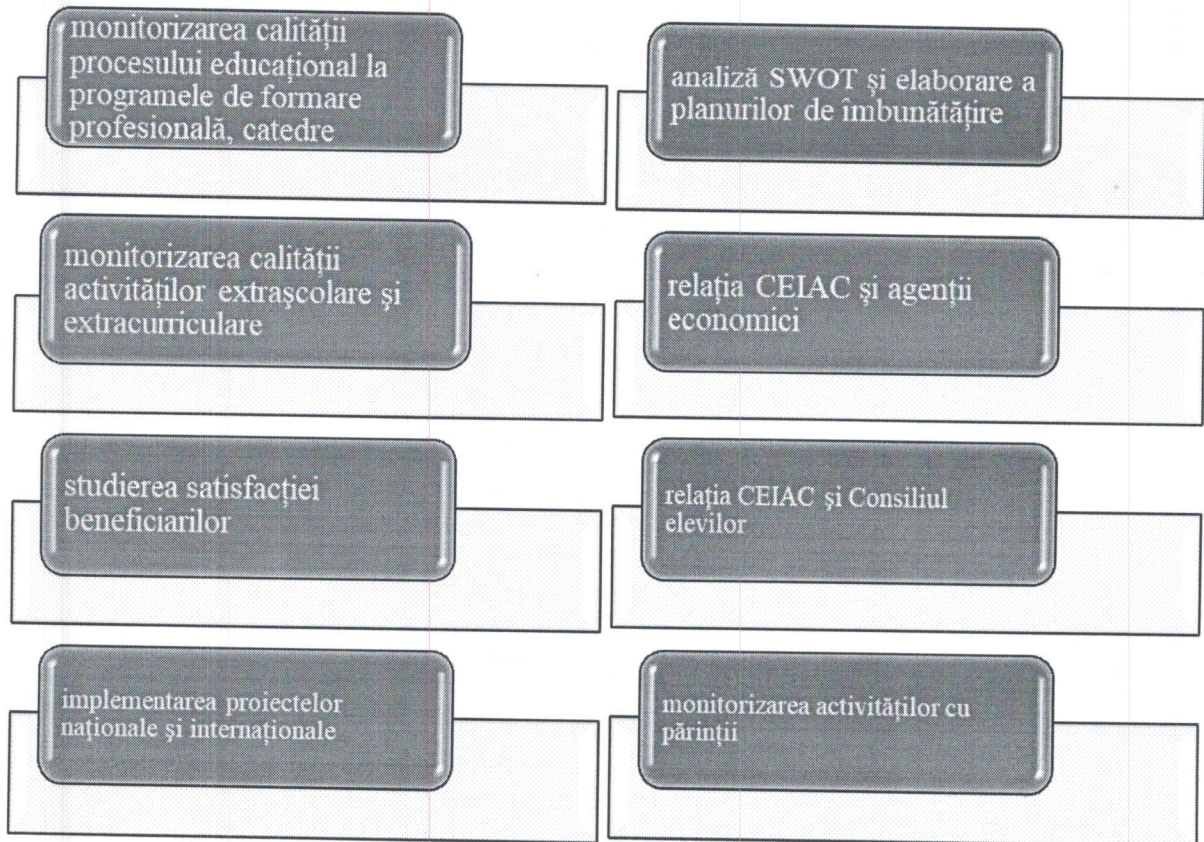 monitorizarea calității
procesului educațional la
programele de formare
profesională, catedre
analiză SWOT și elaborare a
planurilor de îmbunătățire
monitorizarea calității
activităților extrașcolare și
extracurriculare
relația CEIAC și agenții
economici
studierea satisfacției
beneficiarilor
relația CEIAC și Consiliul
elevilor
implementarea proiectelor
naționale și internaționale
monitorizarea activităților cu
părinții